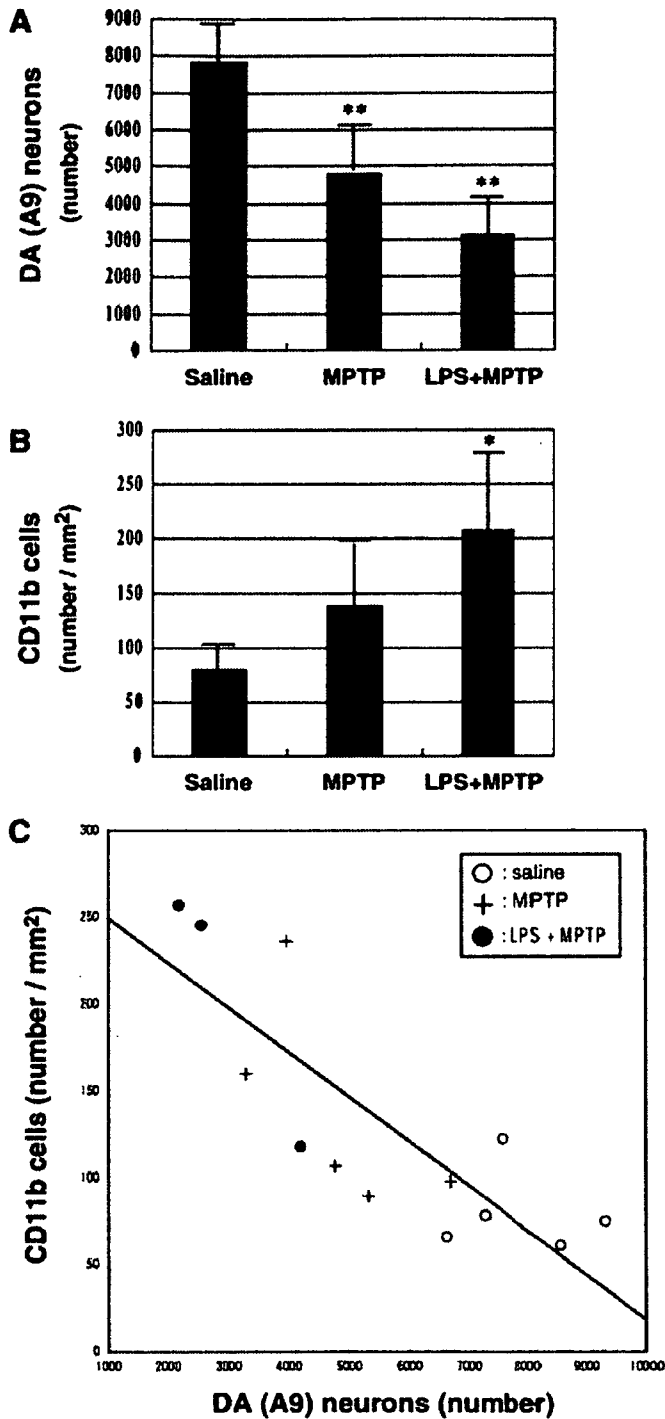 A
DA (A9) neurons
(number)
9000
8000
7000
6000
5000
4000
3000
2000
1000
0
**
**
Saline MPTP LPS+MPTP
B
CD11b cells
(number / mm2)
300
250
200
150
100
50
0
*
Saline MPTP LPS+MPTP
C
CD11b cells (number / mm2)
300
250
200
150
100
50
0
: saline
+ : MPTP
: LPS + MPTP
1000 2000 3000 4000 5000 6000 7000 8000 9000 10000
DA (A9) neurons (number)